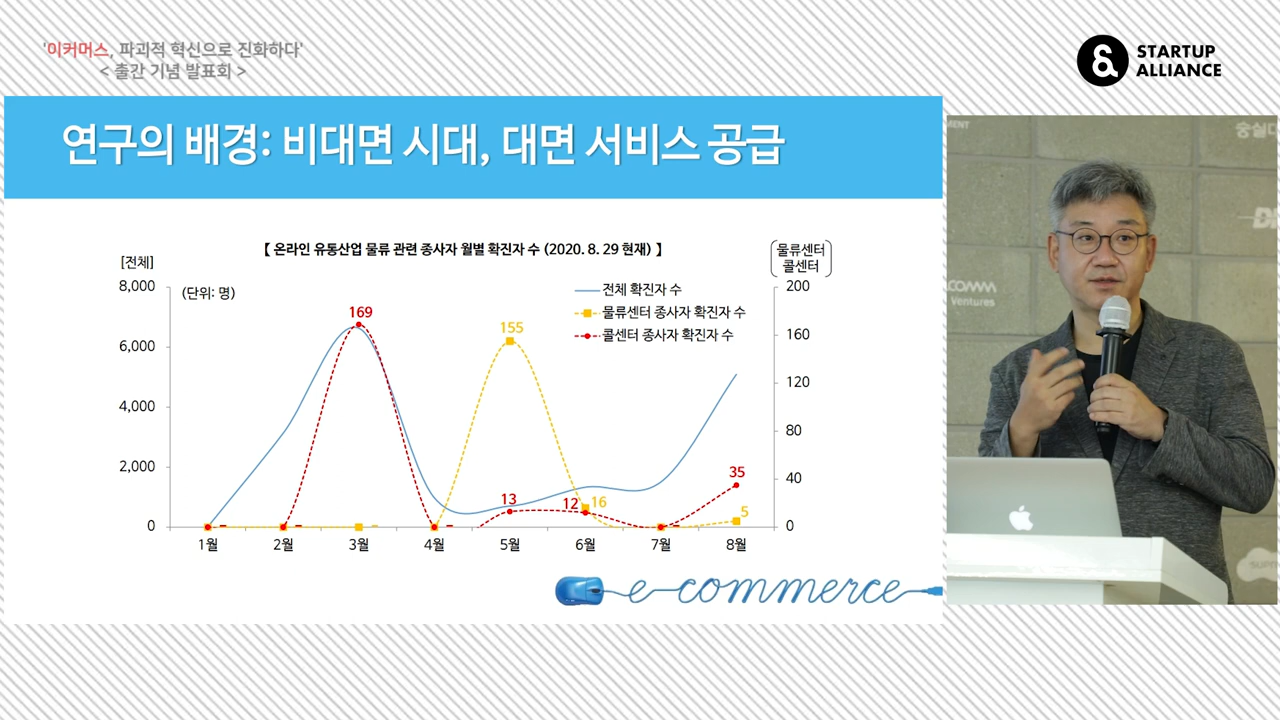 '이커머스, 파괴적 혁신으로 진화하다'
< 출간 기념 발표회 >
STARTUP
ALLIANCE
연구의 배경: 비대면 시대, 대면 서비스 공급
【 온라인 유통산업 물류 관련 종사자 월별 확진자 수 (2020. 8. 29 현재) 】
[전체]
물류센터
콜센터
(단위: 명)
8,000
6,000
4,000
2,000
0
전체 확진자 수
물류센터 종사자 확진자 수
콜센터 종사자 확진자 수
200
160
120
80
40
0
169
155
13
12
16
35
5
1월 2월 3월 4월 5월 6월 7월 8월
e-commerce
MENT
숭실대
COMM
Ventures